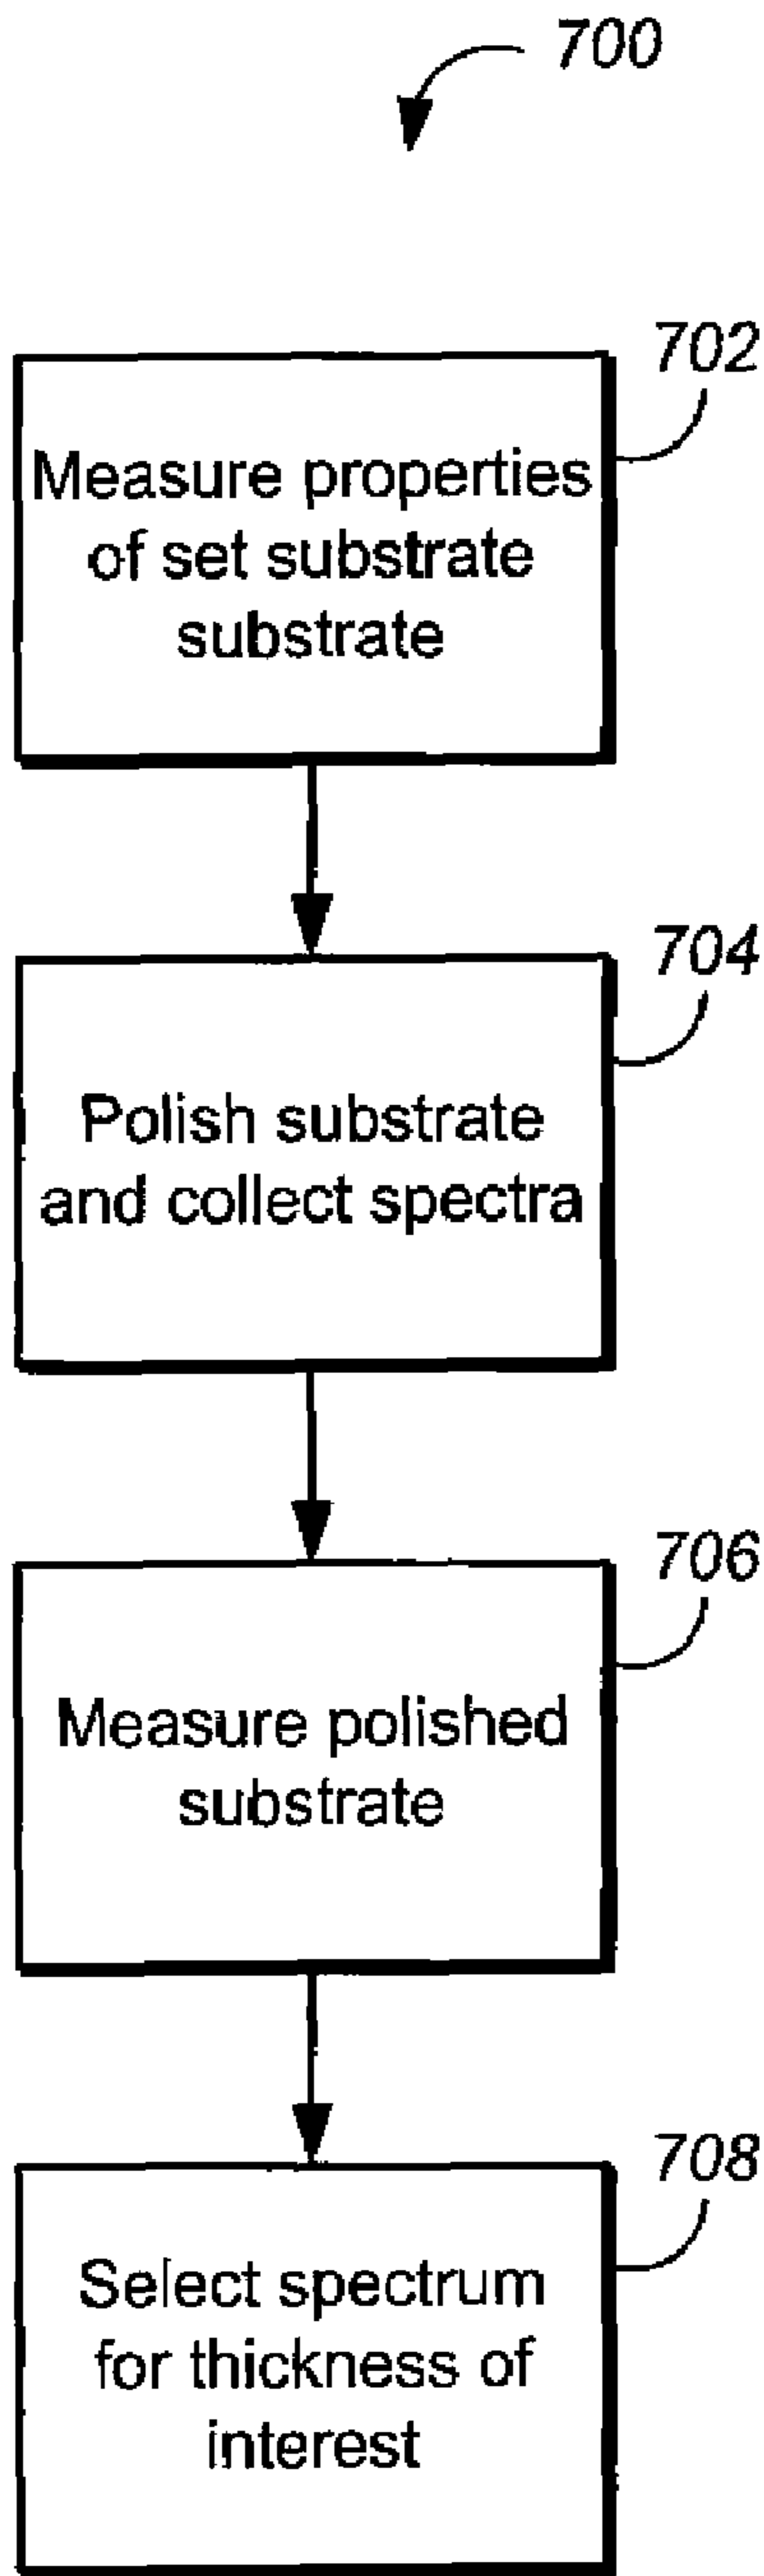 700
702
Measure properties
of set substrate
substrate
704
Polish substrate
and collect spectra
706
Measure polished
substrate
708
Select spectrum
for thickness of
interest